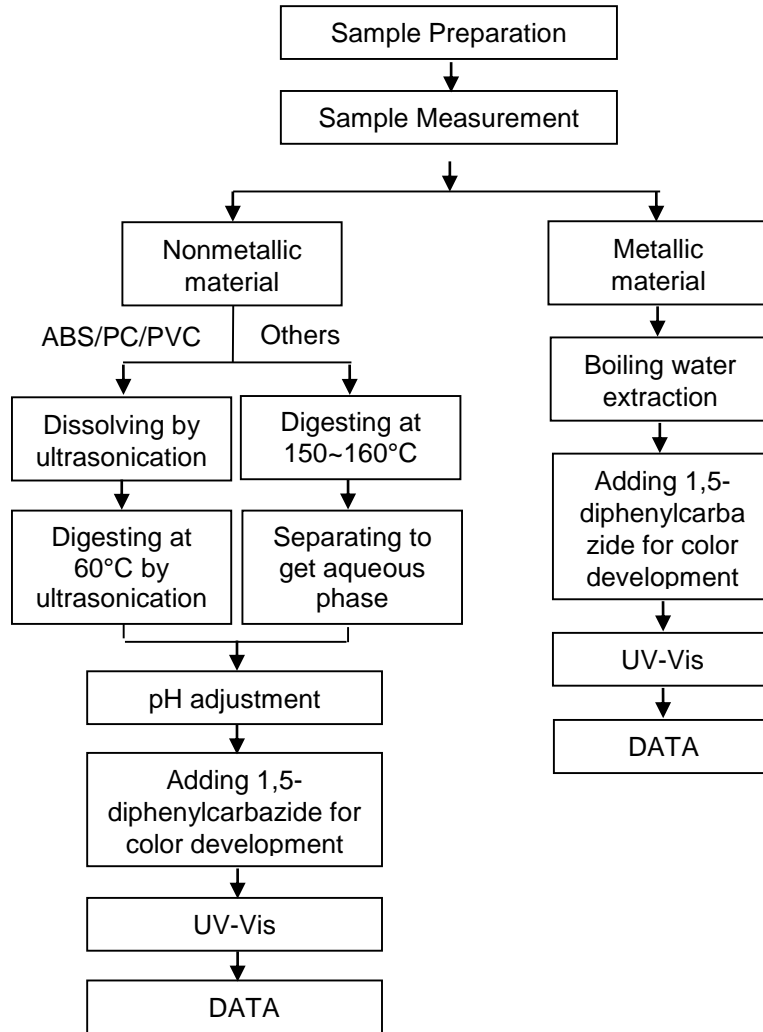 Sample Preparation
Sample Measurement
Nonmetallic
material
Metallic
material
ABS/PC/PVC
Others
Boiling water
extraction
Dissolving by
ultrasonication
Digesting at
150~160°C
Adding 1,5-
diphenylcarba
zide for color
development
Digesting at
60°C by
ultrasonication
Separating to
get aqueous
phase
UV-Vis
pH adjustment
DATA
Adding 1,5-
diphenylcarbazide for
color development
UV-Vis
DATA